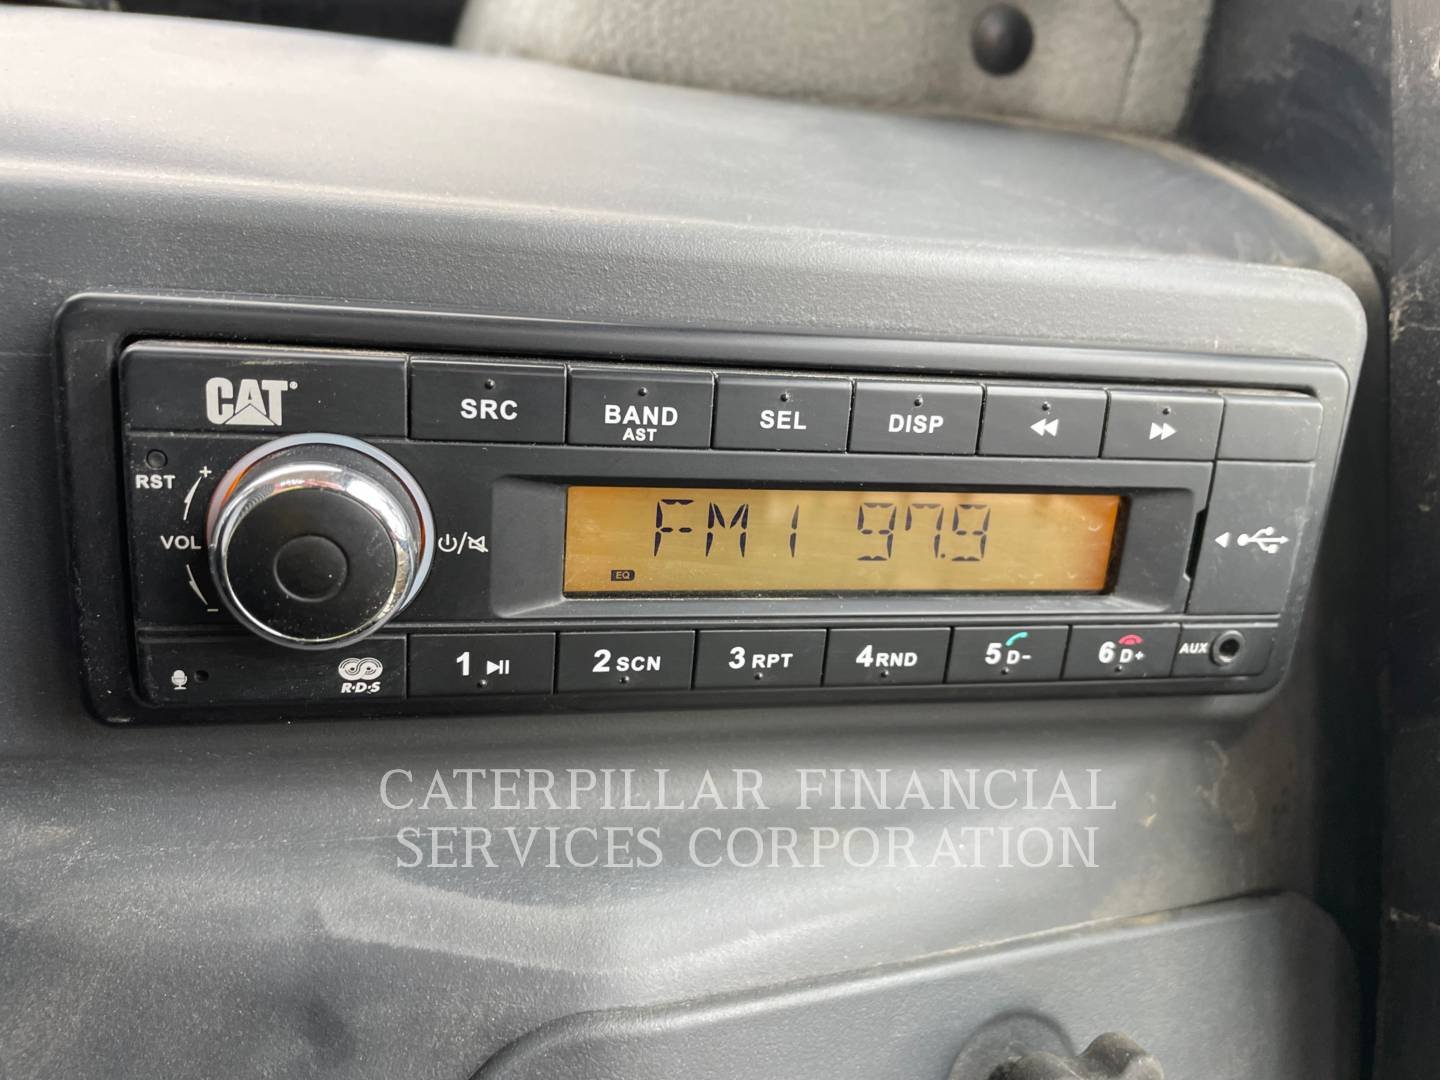 CAT
SRC
BAND
AST
SEL
DISP
RST
+
VOL
-
FM1 97.9
EQ
1
2 SCN
3 RPT
4 RND
5 D-
6 D+
AUX
R·D·S
CATERPILLAR FINANCIAL
SERVICES CORPORATION